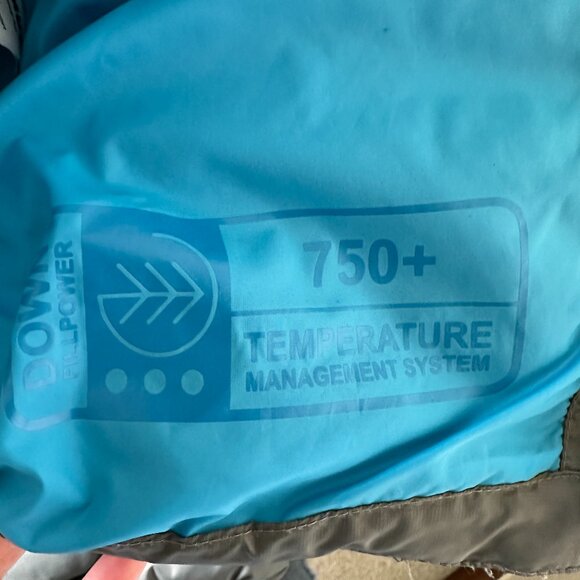 DOWN
FILLPOWER
750+
TEMPERATURE
MANAGEMENT SYSTEM